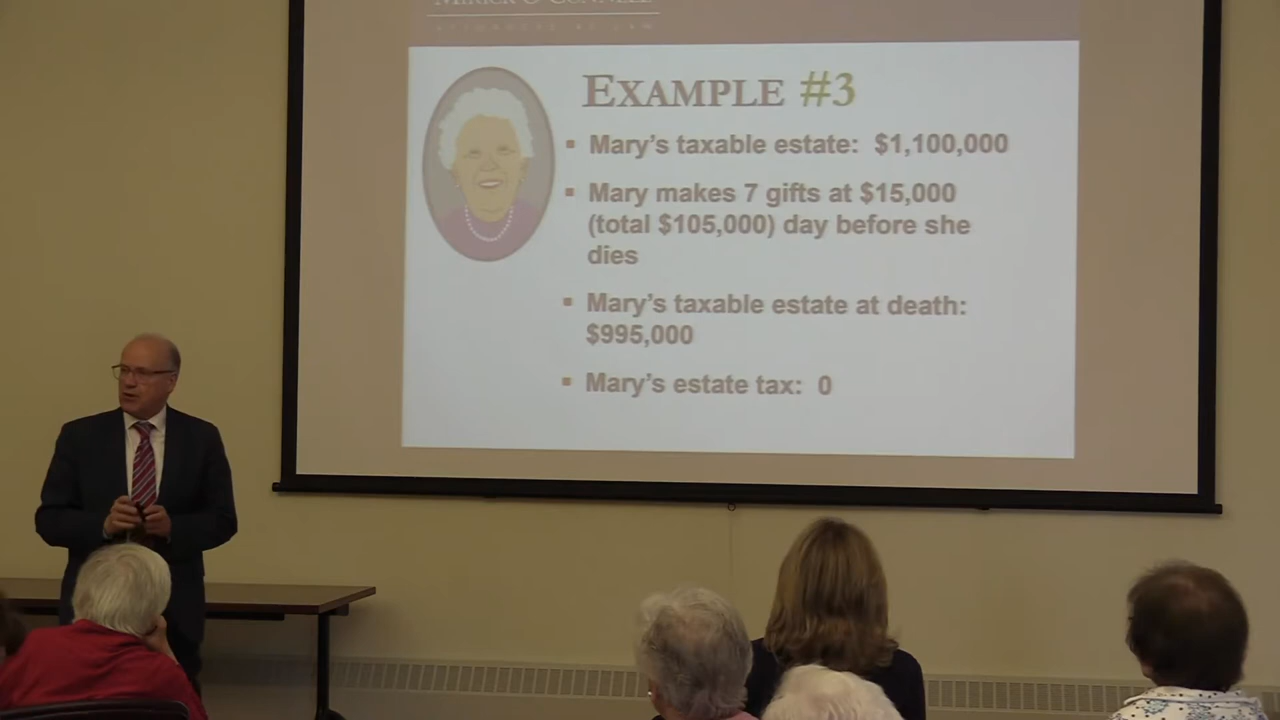 EXAMPLE #3
Mary's taxable estate: $1,100,000
Mary makes 7 gifts at $15,000
(total $105,000) day before she
dies
Mary's taxable estate at death:
$995,000
Mary's estate tax: 0